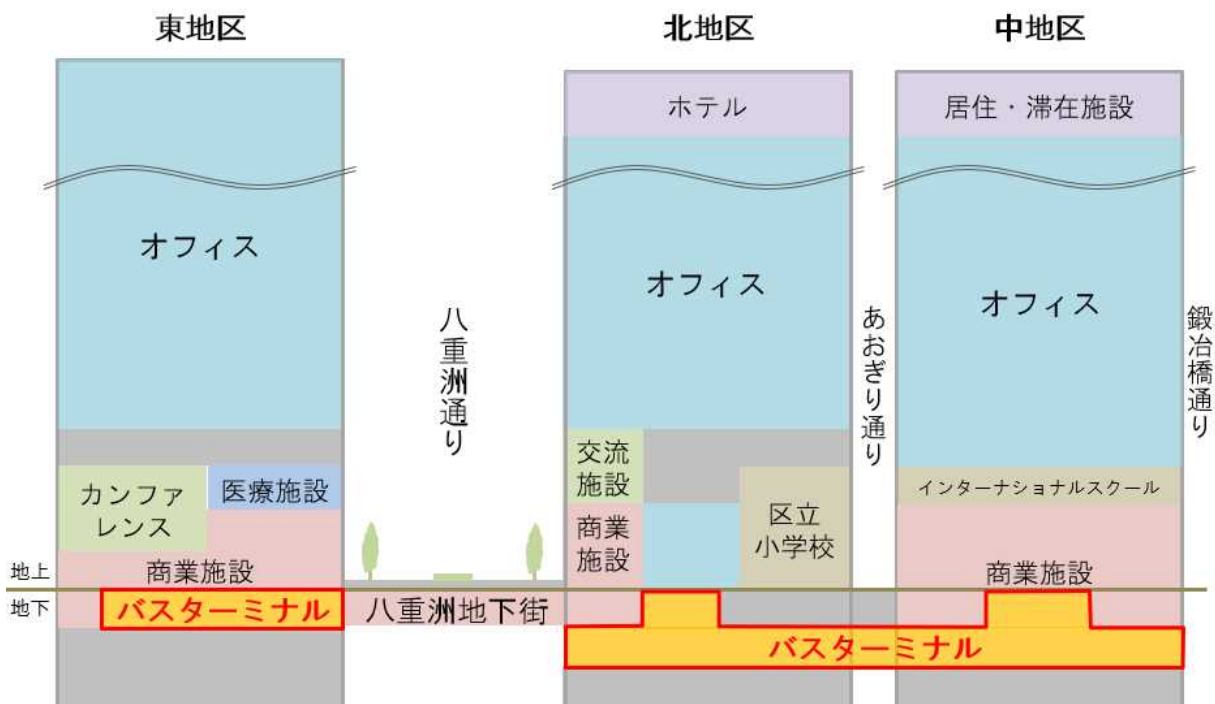 東地区
北地区
中地区
ホテル
居住・滞在施設
オフィス
オフィス
オフィス
八重洲通り
あおぎり通り
鍛冶橋通り
カンファ
レンス
医療施設
交流
施設
商業
施設
区立
小学校
インターナショナルスクール
商業施設
商業施設
地上
地下
バスターミナル
八重洲地下街
バスターミナル